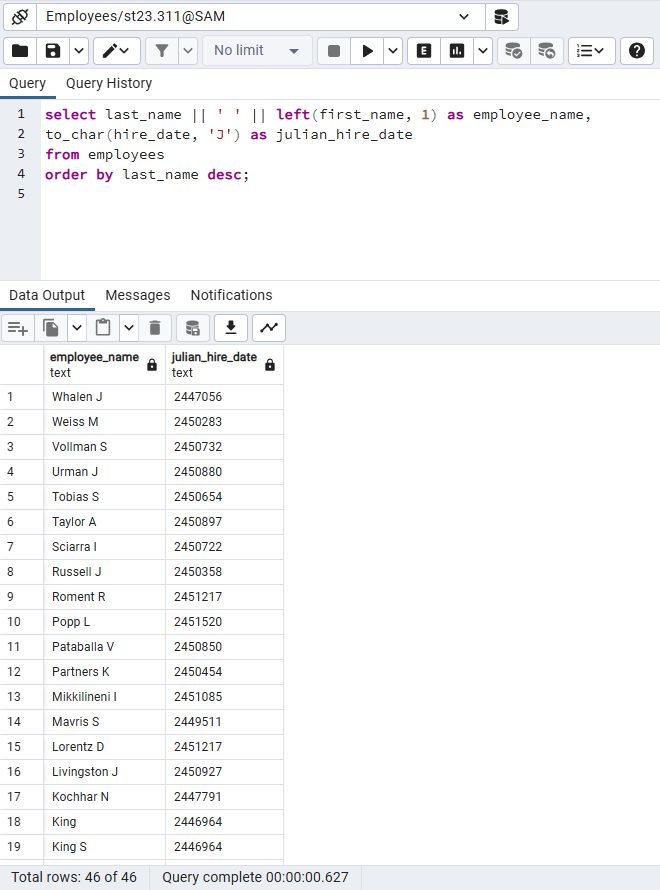 Employees/st23.311@SAM
No limit
E
Query Query History
1 select last_name || ' ' || left(first_name, 1) as employee_name,
2 to_char(hire_date, 'J') as julian_hire_date
3 from employees
4 order by last_name desc;
5
Data Output Messages Notifications
employee_name julian_hire_date
text text
1 Whalen J 2447056
2 Weiss M 2450283
3 Vollman S 2450732
4 Urman J 2450880
5 Tobias S 2450654
6 Taylor A 2450897
7 Sciarra I 2450722
8 Russell J 2450358
9 Roment R 2451217
10 Popp L 2451520
11 Pataballa V 2450850
12 Partners K 2450454
13 Mikkilineni I 2451085
14 Mavris S 2449511
15 Lorentz D 2451217
16 Livingston J 2450927
17 Kochhar N 2447791
18 King 2446964
19 King S 2446964
Total rows: 46 of 46 Query complete 00:00:00.627